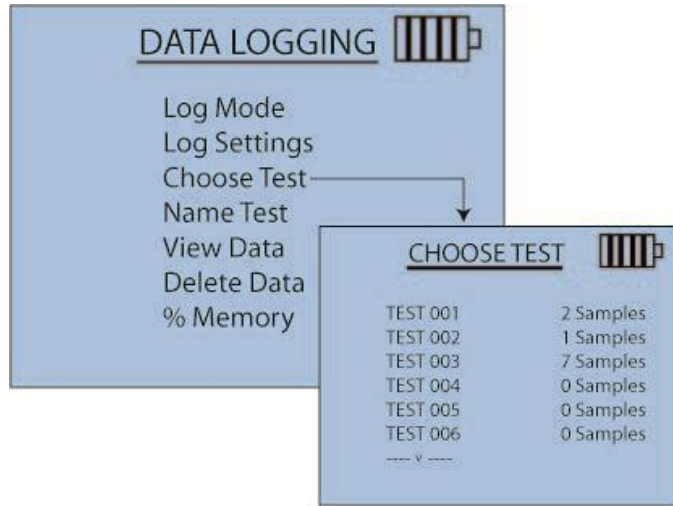 DATA LOGGING
Log Mode
Log Settings
Choose Test
Name Test
View Data
Delete Data
% Memory
CHOOSE TEST
TEST 001 2 Samples
TEST 002 1 Samples
TEST 003 7 Samples
TEST 004 0 Samples
TEST 005 0 Samples
TEST 006 0 Samples
---- v ----